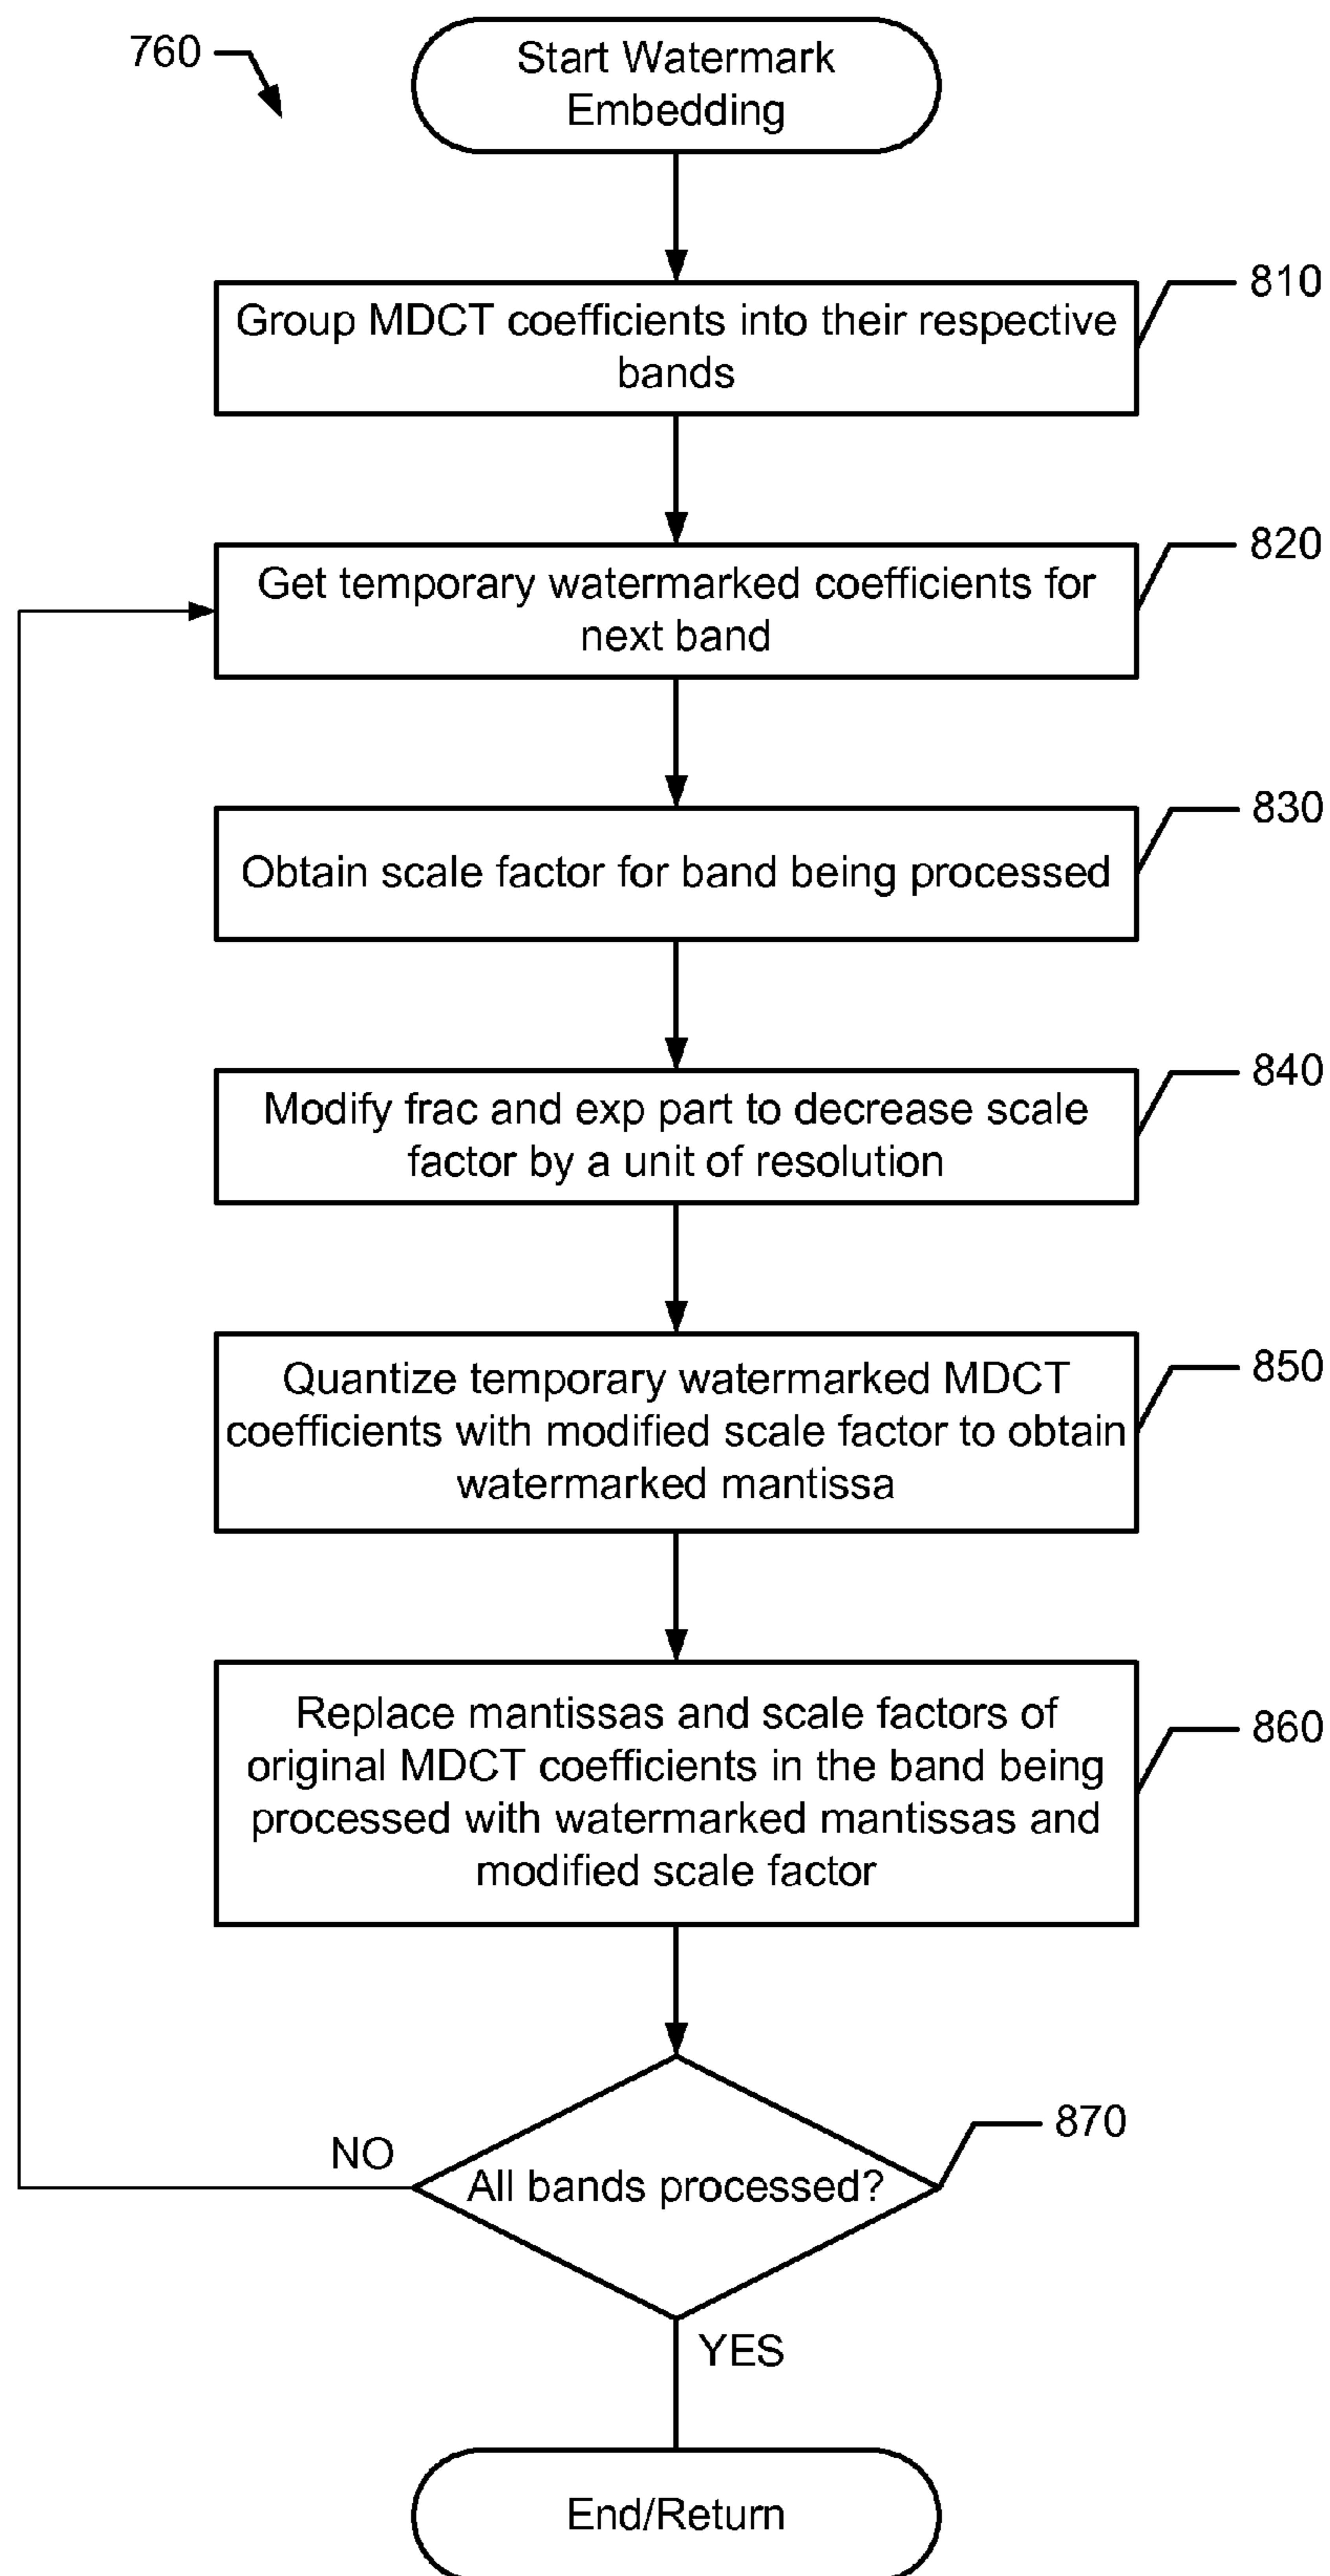 760
Start Watermark
Embedding
810
Group MDCT coefficients into their respective
bands
820
Get temporary watermarked coefficients for
next band
830
Obtain scale factor for band being processed
840
Modify frac and exp part to decrease scale
factor by a unit of resolution
850
Quantize temporary watermarked MDCT
coefficients with modified scale factor to obtain
watermarked mantissa
860
Replace mantissas and scale factors of
original MDCT coefficients in the band being
processed with watermarked mantissas and
modified scale factor
870
NO
All bands processed?
YES
End/Return